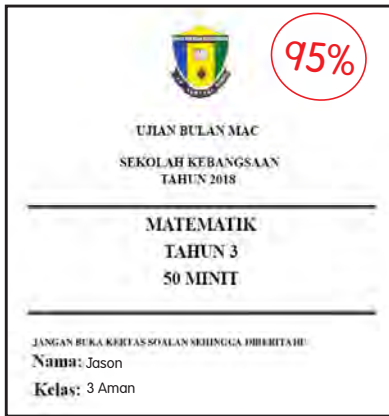 95%
UJIAN BULAN MAC
SEKOLAH KEBANGSAAN
TAHUN 2018
MATEMATIK
TAHUN 3
50 MINIT
JANGAN BUKA KERTAS SOALAN SEHINGGA DIBERITAHU
Nama: Jason
Kelas: 3 Aman